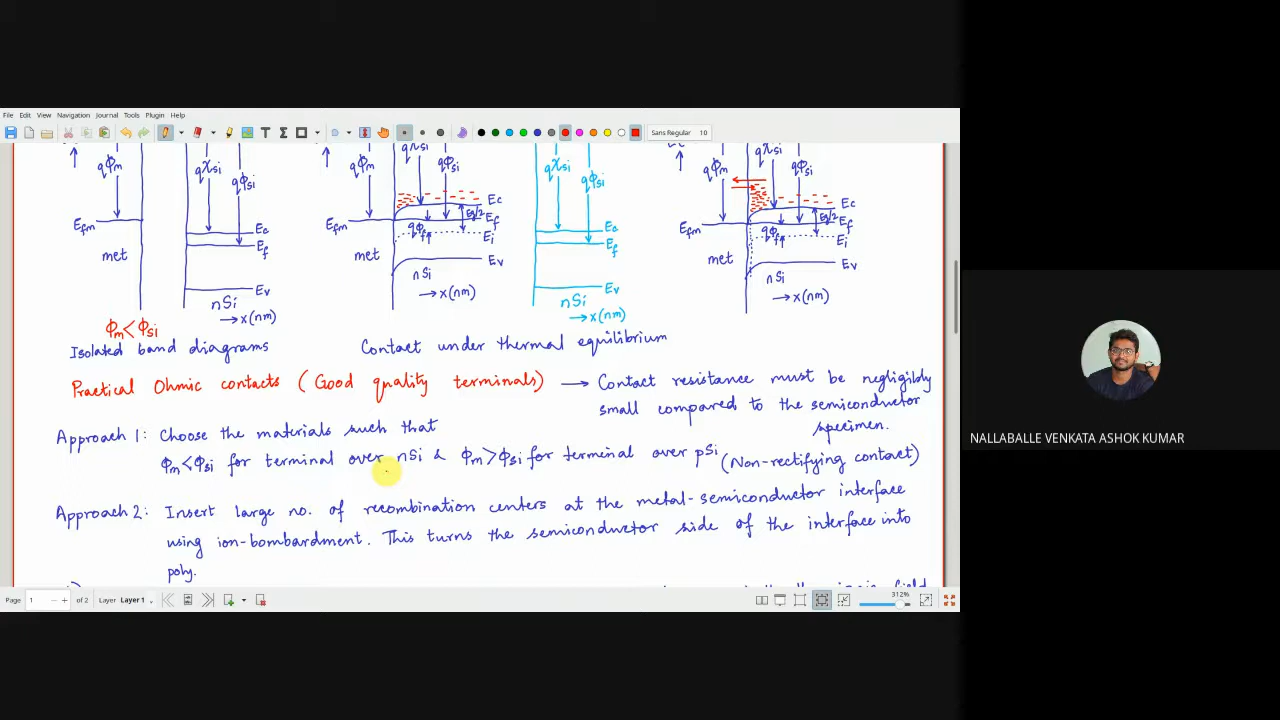 File Edit View Navigation Journal Tools Plugin Help
Sans Regular 10
qΦm qχsi qΦsi qΦm qχsi qΦsi qχsi qΦsi qΦm qχsi qΦsi
Efm Ec Ef Efm Ec Eg/2 Ef qΦf Ei Ec Ef Efm Ec Eg/2 Ef qΦf Ei
met Ev met Ev Ev met Ev
nSi nSi nSi nSi
→ x(nm) → x(nm) → x(nm) → x(nm)
Φm < Φsi
Isolated band diagrams Contact under thermal equilibrium
Practical Ohmic contacts (Good quality terminals) → Contact resistance must be negligibly
small compared to the semiconductor
specimen.
Approach 1: Choose the materials such that
Φm < Φsi for terminal over nSi & Φm > Φsi for terminal over pSi (Non-rectifying contact)
Approach 2: Insert large no. of recombination centers at the metal-semiconductor interface
using ion-bombardment. This turns the semiconductor side of the interface into
poly.
Page 1 of 2 Layer Layer 1 312%
NALLABALLE VENKATA ASHOK KUMAR